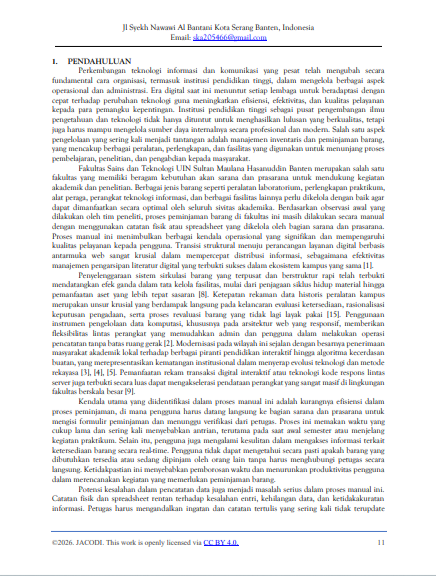 Jl Syekh Nawawi Al Bantani Kota Serang Banten, Indonesia
Email: ska205466@gmail.com
1. PENDAHULUAN
Perkembangan teknologi informasi dan komunikasi yang pesat telah mengubah secara
fundamental cara organisasi, termasuk institusi pendidikan tinggi, dalam mengelola berbagai aspek
operasional dan administrasi. Era digital saat ini menuntut setiap lembaga untuk beradaptasi dengan
cepat terhadap perubahan teknologi guna meningkatkan efisiensi, efektivitas, dan kualitas pelayanan
kepada para pemangku kepentingan. Institusi pendidikan tinggi sebagai pusat pengembangan ilmu
pengetahuan dan teknologi tidak hanya dituntut untuk menghasilkan lulusan yang berkualitas, tetapi
juga harus mampu mengelola sumber daya internalnya secara profesional dan modern. Salah satu aspek
pengelolaan yang sering kali menjadi tantangan adalah manajemen inventaris dan peminjaman barang,
yang mencakup berbagai peralatan, perlengkapan, dan fasilitas yang digunakan untuk menunjang proses
pembelajaran, penelitian, dan pengabdian kepada masyarakat.
Fakultas Sains dan Teknologi UIN Sultan Maulana Hasanuddin Banten merupakan salah satu
fakultas yang memiliki beragam kebutuhan akan sarana dan prasarana untuk mendukung kegiatan
akademik dan penelitian. Berbagai jenis barang seperti peralatan laboratorium, perlengkapan praktikum,
alat peraga, perangkat teknologi informasi, dan berbagai fasilitas lainnya perlu dikelola dengan baik agar
dapat dimanfaatkan secara optimal oleh seluruh sivitas akademika. Berdasarkan observasi awal yang
dilakukan oleh tim peneliti, proses peminjaman barang di fakultas ini masih dilakukan secara manual
dengan menggunakan catatan fisik atau spreadsheet yang dikelola oleh bagian sarana dan prasarana.
Proses manual ini menimbulkan berbagai kendala operasional yang signifikan dan mempengaruhi
kualitas pelayanan kepada pengguna. Transisi struktural menuju perancangan layanan digital berbasis
antarmuka web sangat krusial dalam mempercepat distribusi informasi, sebagaimana efektivitas
manajemen pengarsipan literatur digital yang terbukti sukses dalam ekosistem kampus yang sama [1].
Penyelenggaraan sistem sirkulasi barang yang terpusat dan berstruktur rapi telah terbukti
mendatangkan efek ganda dalam tata kelola fasilitas, mulai dari penjagaan siklus hidup material hingga
pemanfaatan aset yang lebih tepat sasaran [8]. Ketepatan rekaman data historis peralatan kampus
merupakan unsur krusial yang berdampak langsung pada kelancaran evaluasi ketersediaan, rasionalisasi
keputusan pengadaan, serta proses revaluasi barang yang tidak lagi layak pakai [15]. Penggunaan
instrumen pengelolaan data komputasi, khususnya pada arsitektur web yang responsif, memberikan
fleksibilitas lintas perangkat yang memudahkan admin dan pengguna dalam melakukan operasi
pencatatan tanpa batas ruang gerak [2]. Modernisasi pada wilayah ini sejalan dengan besarnya penerimaan
masyarakat akademik lokal terhadap berbagai piranti pendidikan interaktif hingga algoritma kecerdasan
buatan, yang merepresentasikan kematangan institusional dalam menyerap evolusi teknologi dan metode
rekayasa [3], [4], [5]. Pemanfaatan rekam transaksi digital interaktif atau teknologi kode respons lintas
server juga terbukti secara luas dapat mengakselerasi pendataan perangkat yang sangat masif di lingkungan
fakultas berskala besar [9].
Kendala utama yang diidentifikasi dalam proses manual ini adalah kurangnya efisiensi dalam
proses peminjaman, di mana pengguna harus datang langsung ke bagian sarana dan prasarana untuk
mengisi formulir peminjaman dan menunggu verifikasi dari petugas. Proses ini memakan waktu yang
cukup lama dan sering kali menyebabkan antrian, terutama pada saat awal semester atau menjelang
kegiatan praktikum. Selain itu, pengguna juga mengalami kesulitan dalam mengakses informasi terkait
ketersediaan barang secara real-time. Pengguna tidak dapat mengetahui secara pasti apakah barang yang
dibutuhkan tersedia atau sedang dipinjam oleh orang lain tanpa harus menghubungi petugas secara
langsung. Ketidakpastian ini menyebabkan pemborosan waktu dan menurunkan produktivitas pengguna
dalam merencanakan kegiatan yang memerlukan peminjaman barang.
Potensi kesalahan dalam pencatatan data juga menjadi masalah serius dalam proses manual ini.
Catatan fisik dan spreadsheet rentan terhadap kesalahan entri, kehilangan data, dan ketidakakuratan
informasi. Petugas harus mengandalkan ingatan dan catatan tertulis yang sering kali tidak terupdate
©2026. JACODI. This work is openly licensed via CC BY 4.0.
11